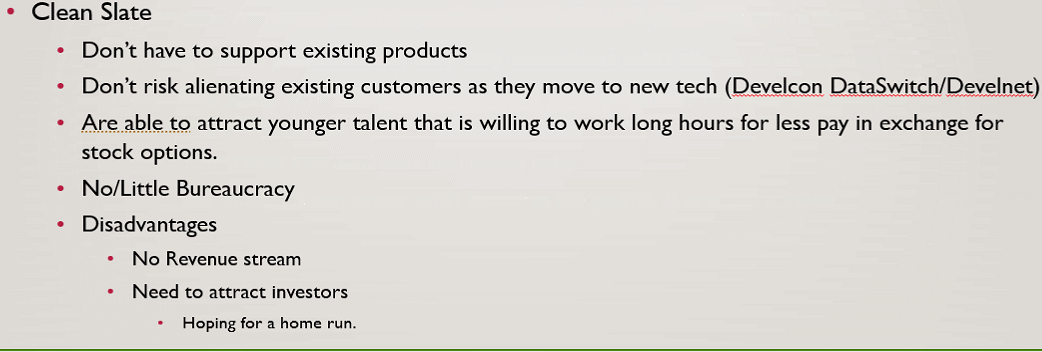 Clean Slate
Don't have to support existing products
Don't risk alienating existing customers as they move to new tech (Develcon DataSwitch/Develnet)
Are able to attract younger talent that is willing to work long hours for less pay in exchange for
stock options.
No/Little Bureaucracy
Disadvantages
No Revenue stream
Need to attract investors
Hoping for a home run.